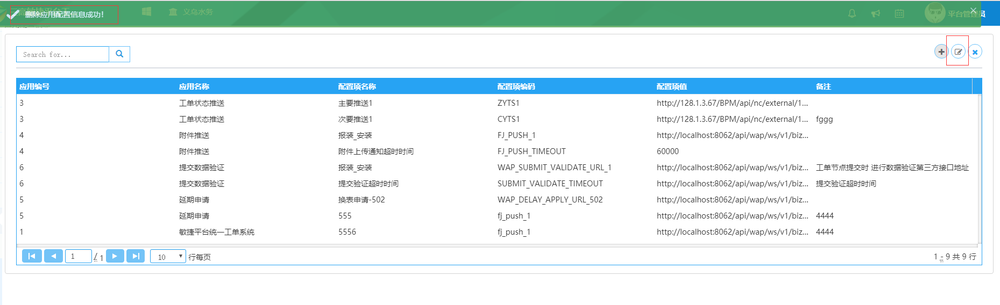 删除应用配置信息成功!
义乌水务
平台管理员
Search for...
应用编号 应用名称 配置项名称 配置项编码 配置项值 备注
3 工单状态推送 主要推送1 ZYTS1 http://128.1.3.67/BPM/api/nc/external/1...
3 工单状态推送 次要推送1 CYTS1 http://128.1.3.67/BPM/api/nc/external/1... fggg
4 附件推送 报装_安装 FJ_PUSH_1 http://localhost:8062/api/wap/ws/v1/biz...
4 附件推送 附件上传通知超时时间 FJ_PUSH_TIMEOUT 60000
6 提交数据验证 报装_安装 WAP_SUBMIT_VALIDATE_URL_1 http://localhost:8062/api/wap/ws/v1/biz... 工单节点提交时 进行数据验证第三方接口地址
6 提交数据验证 提交验证超时时间 SUBMIT_VALIDATE_TIMEOUT http://localhost:8062/api/wap/ws/v1/biz... 提交验证超时时间
5 延期申请 换表申请-502 WAP_DELAY_APPLY_URL_502 http://localhost:8062/api/wap/ws/v1/biz...
5 延期申请 555 fj_push_1 http://localhost:8062/api/wap/ws/v1/biz... 4444
1 敏捷平台统一工单系统 5556 fj_push_1 http://localhost:8062/api/wap/ws/v1/biz... 4444
1 / 1 10 行每页 1 - 9 共 9 行